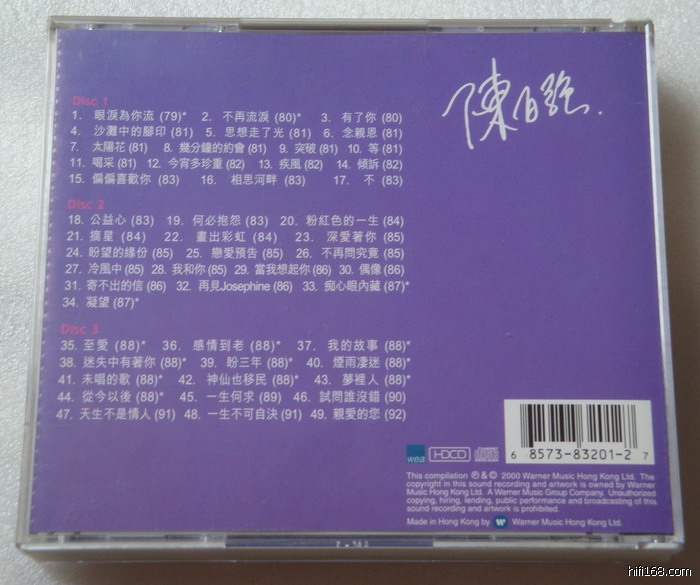 陳百強.
Disc 1
1. 眼淚為你流 (79)* 2. 不再流淚 (80)* 3. 有了你 (80)
4. 沙灘中的腳印 (81) 5. 思想走了光 (81) 6. 念親恩 (81)
7. 太陽花 (81) 8. 幾分鐘的約會 (81) 9. 突破 (81) 10. 等 (81)
11. 喝采 (81) 12. 今宵多珍重 (82) 13. 疾風 (82) 14. 傾訴 (82)
15. 偏偏喜歡你 (83) 16. 相思河畔 (83) 17. 不 (83)
Disc 2
18. 公益心 (83) 19. 何必抱怨 (83) 20. 粉紅色的一生 (84)
21. 摘星 (84) 22. 畫出彩虹 (84) 23. 深愛著你 (85)
24. 盼望的緣份 (85) 25. 戀愛預告 (85) 26. 不再問究竟 (85)
27. 冷風中 (85) 28. 我和你 (85) 29. 當我想起你 (86) 30. 偶像 (86)
31. 寄不出的信 (86) 32. 再見Josephine (86) 33. 痴心眼內藏 (87)*
34. 凝望 (87)*
Disc 3
35. 至愛 (88)* 36. 感情到老 (88)* 37. 我的故事 (88)*
38. 迷失中有著你 (88)* 39. 盼三年 (88)* 40. 煙雨凄迷 (88)*
41. 未唱的歌 (88)* 42. 神仙也移民 (88)* 43. 夢裡人 (88)*
44. 從今以後 (88)* 45. 一生何求 (89) 46. 試問誰沒錯 (90)
47. 天生不是情人 (91) 48. 一生不可自決 (91) 49. 親愛的您 (92)
6 85738-3201-2 7
wea HDCD COMPACT disc DIGITAL AUDIO
This compilation ℗ & © 2000 Warner Music Hong Kong Ltd. The
copyright in this sound recording and artwork is owned by Warner
Music Hong Kong Ltd. A Warner Music Group Company. Unauthorized
copying, hiring, lending, public performance and broadcasting of this
sound recording and artwork is prohibited.
Made in Hong Kong by Warner Music Hong Kong Ltd.
hifi168.com